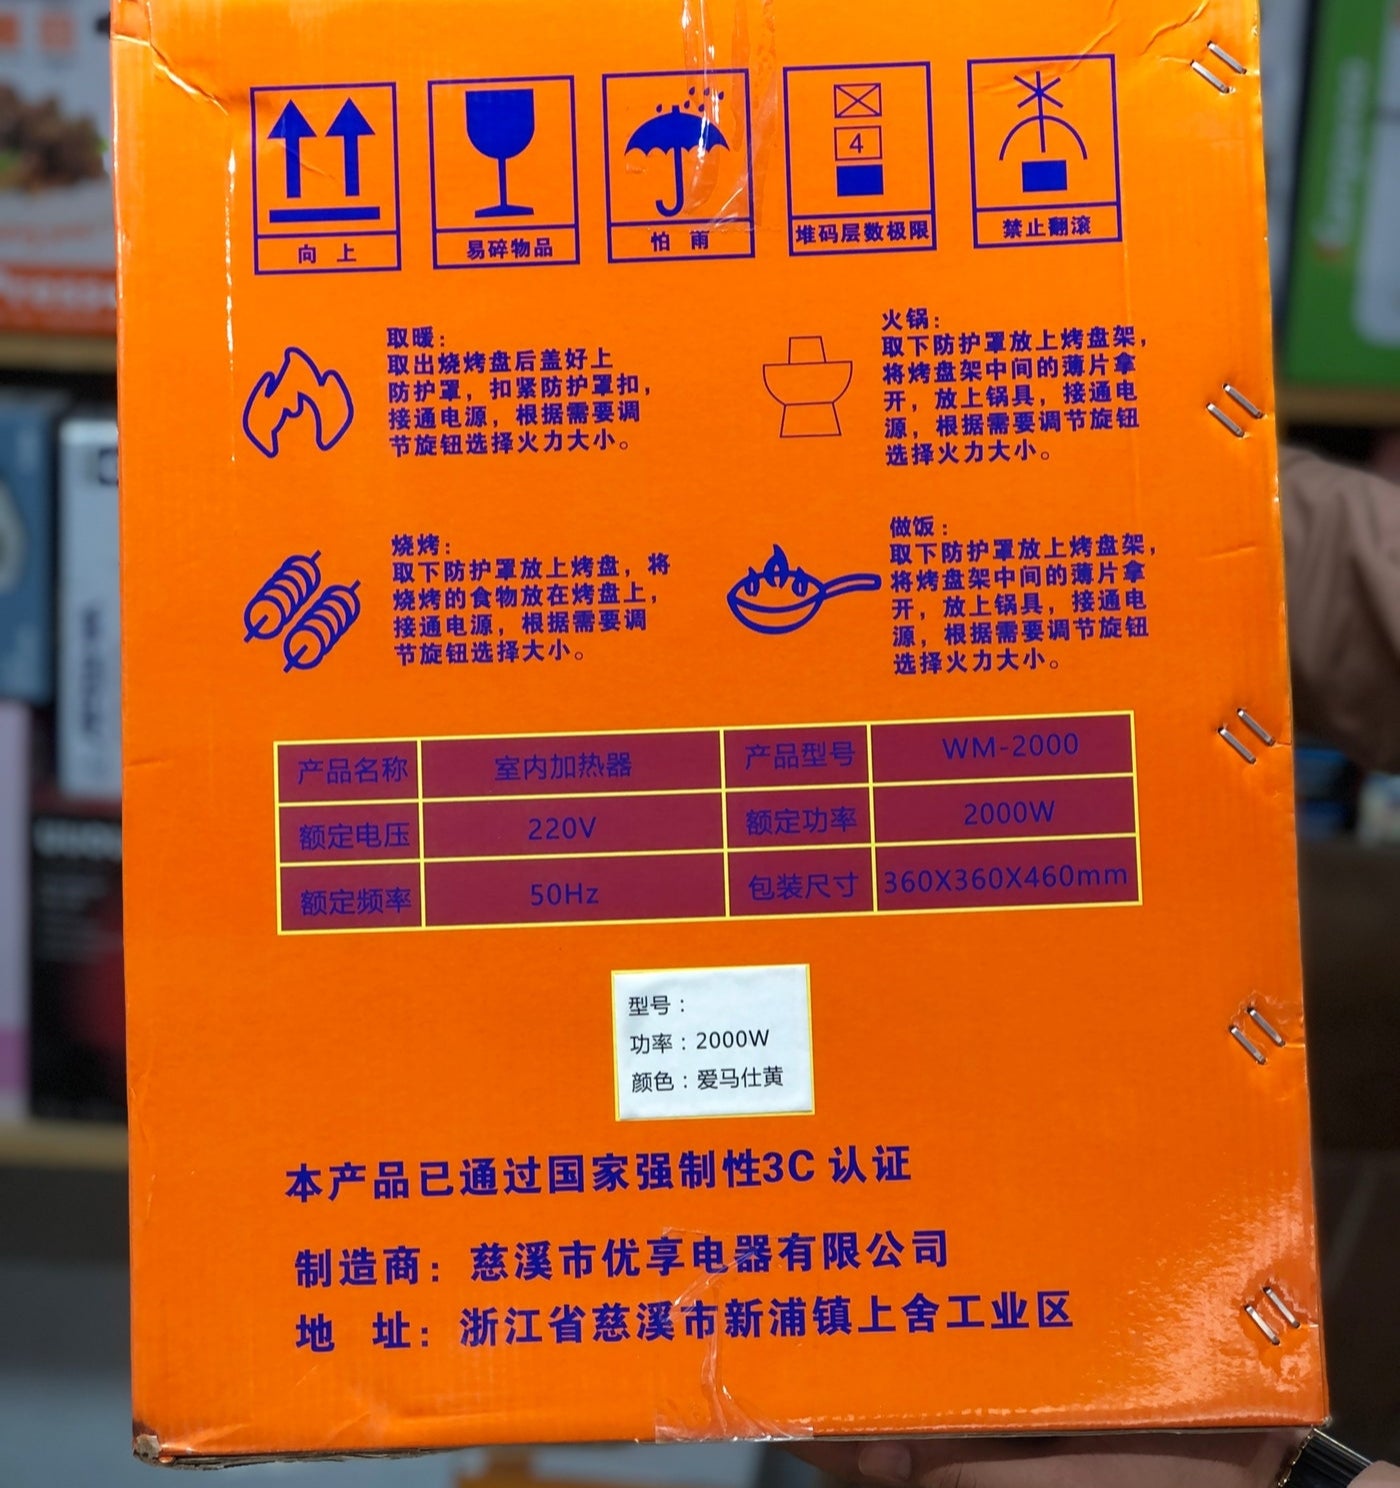 向 上
易碎物品
怕 雨
4
堆码层数极限
禁止翻滚
取暖：
取出烧烤盘后盖好上
防护罩，扣紧防护罩扣，
接通电源，根据需要调
节旋钮选择火力大小。
火锅：
取下防护罩放上烤盘架，
将烤盘架中间的薄片拿
开，放上锅具，接通电
源，根据需要调节旋钮
选择火力大小。
烧烤：
取下防护罩放上烤盘，将
烧烤的食物放在烤盘上，
接通电源，根据需要调
节旋钮选择大小。
做饭：
取下防护罩放上烤盘架，
将烤盘架中间的薄片拿
开，放上锅具，接通电
源，根据需要调节旋钮
选择火力大小。
产品名称 室内加热器 产品型号 WM-2000
额定电压 220V 额定功率 2000W
额定频率 50Hz 包装尺寸 360X360X460mm
型号：
功率：2000W
颜色：爱马仕黄
本产品已通过国家强制性3C 认证
制造商：慈溪市优享电器有限公司
地 址：浙江省慈溪市新浦镇上舍工业区